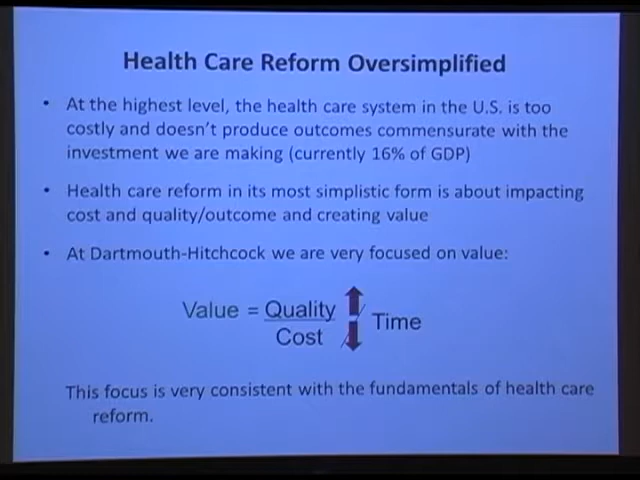 Health Care Reform Oversimplified
• At the highest level, the health care system in the U.S. is too
costly and doesn't produce outcomes commensurate with the
investment we are making (currently 16% of GDP)
• Health care reform in its most simplistic form is about impacting
cost and quality/outcome and creating value
• At Dartmouth-Hitchcock we are very focused on value:
Value = Quality / Time
Cost
This focus is very consistent with the fundamentals of health care
reform.